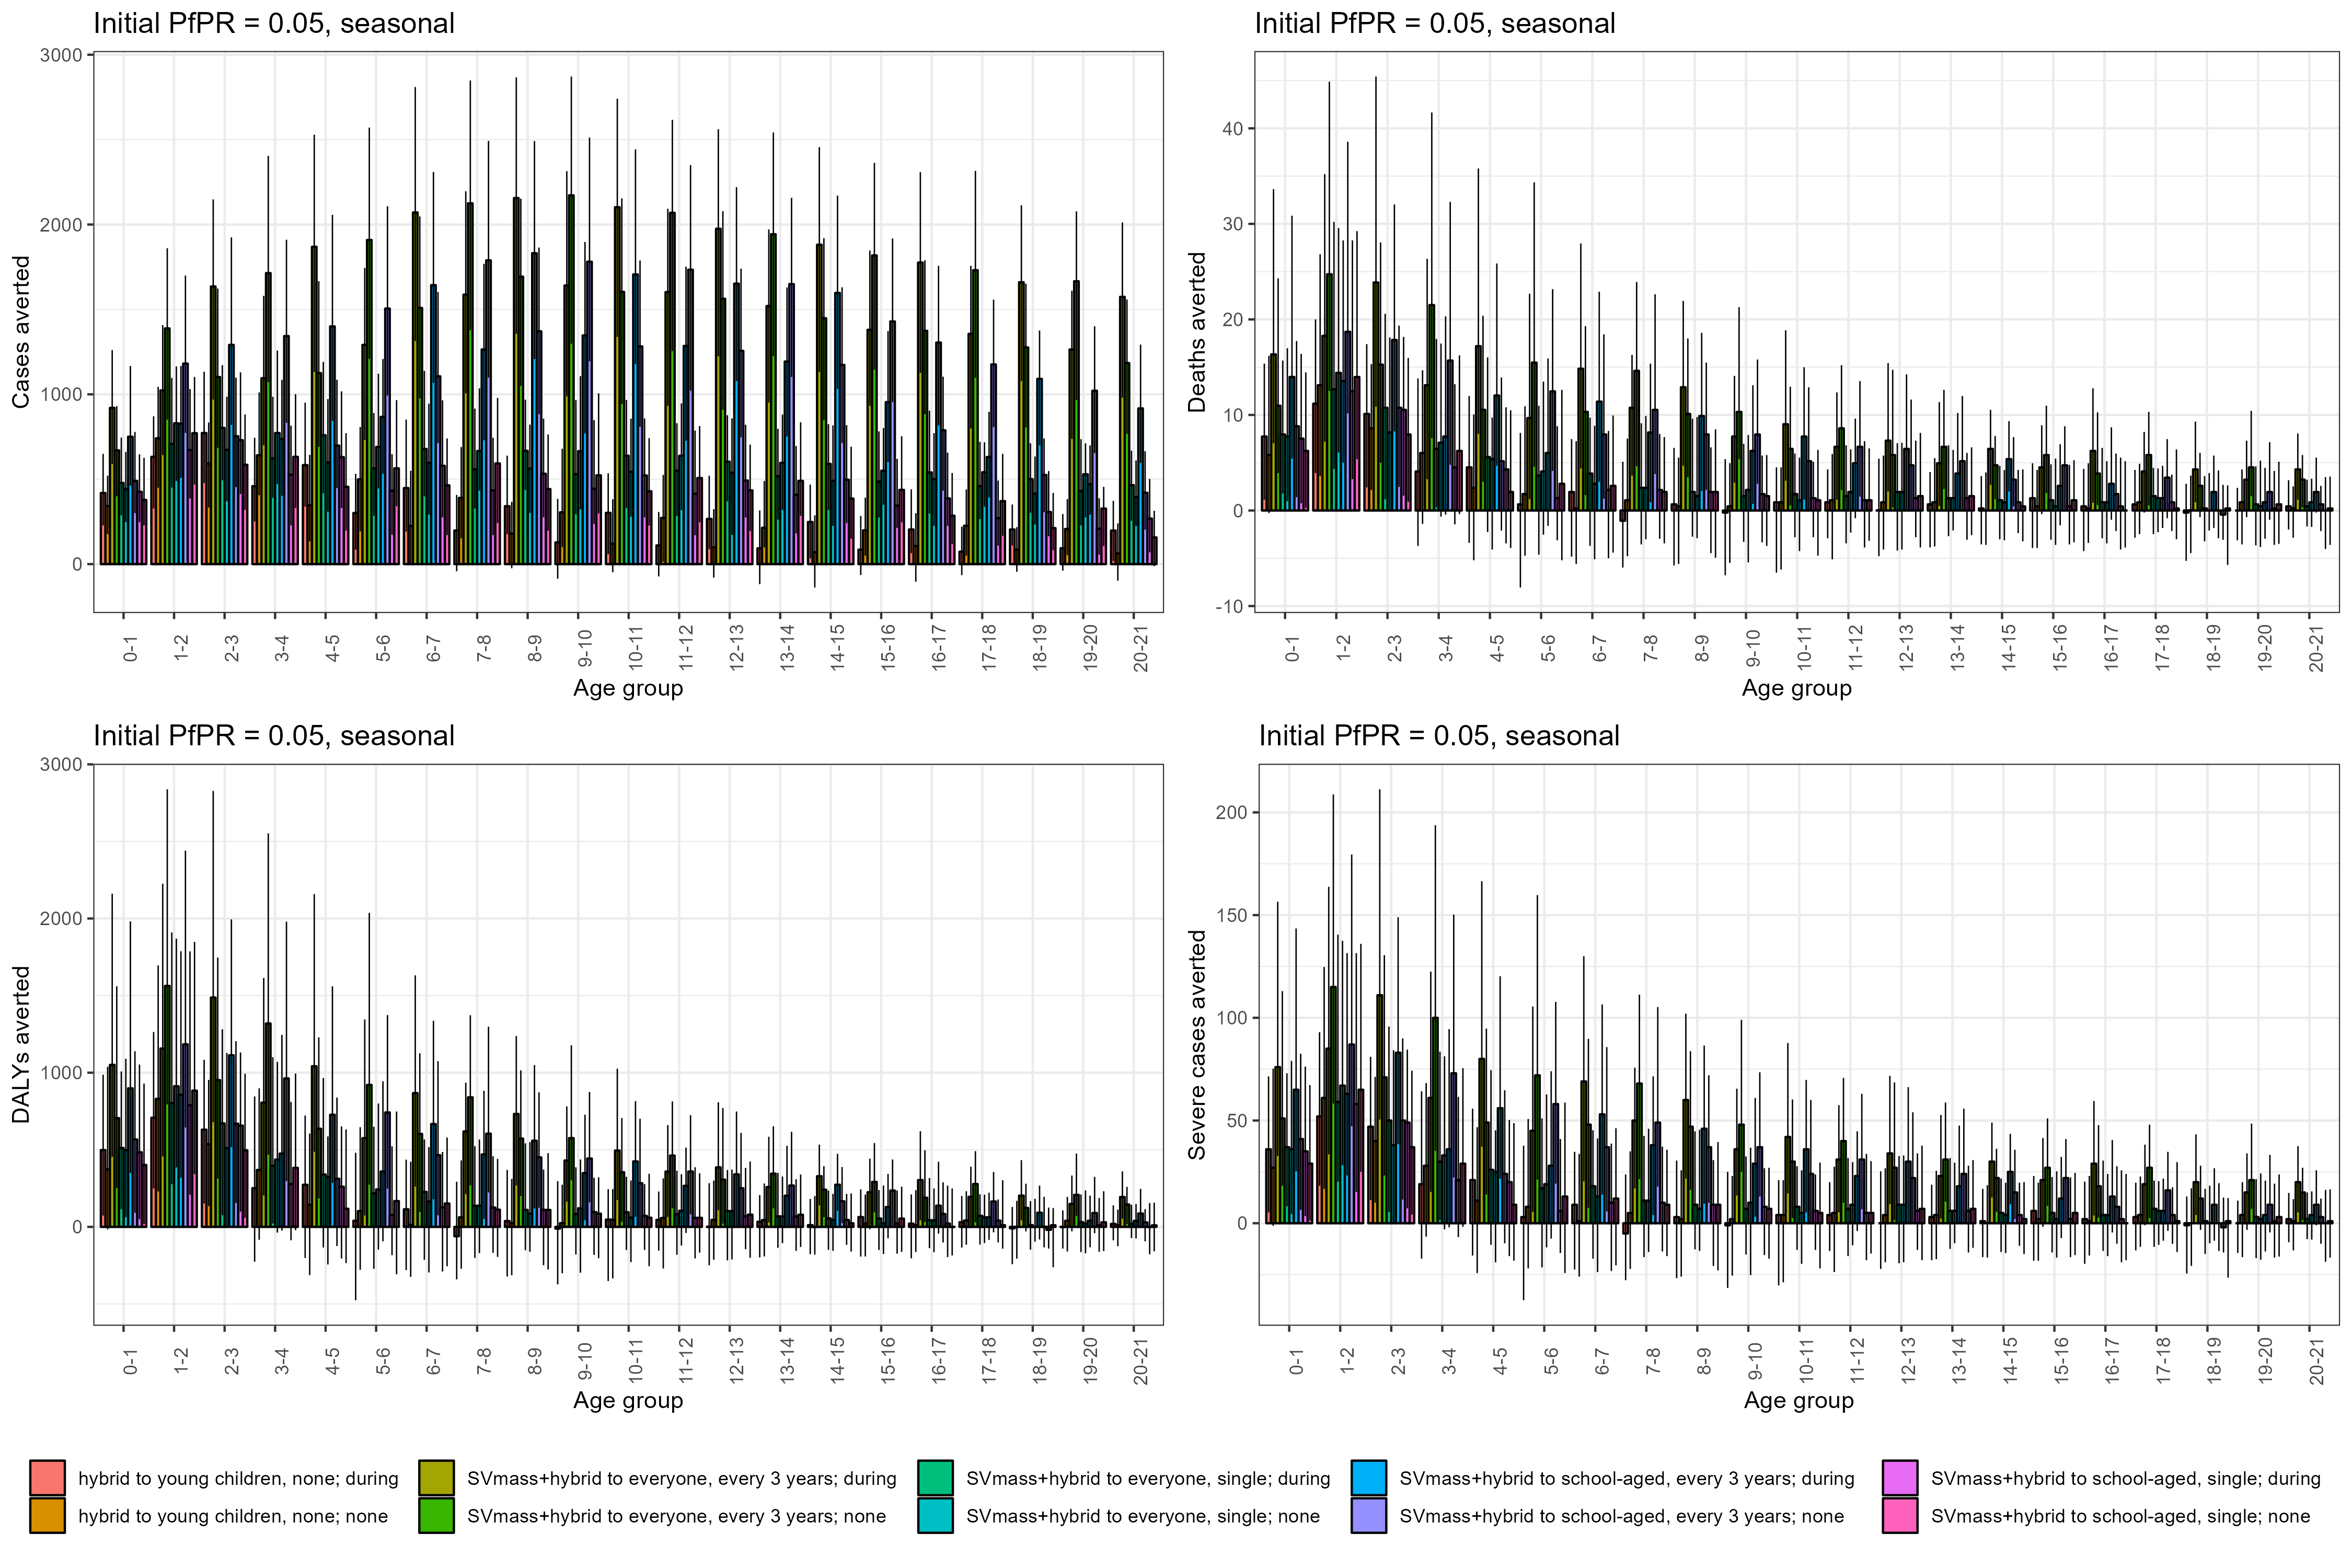 Initial PfPR = 0.05, seasonal
Cases averted
3000
2000
1000
0
0-1 1-2 2-3 3-4 4-5 5-6 6-7 7-8 8-9 9-10 10-11 11-12 12-13 13-14 14-15 15-16 16-17 17-18 18-19 19-20 20-21
Age group
Initial PfPR = 0.05, seasonal
Deaths averted
40
30
20
10
0
-10
0-1 1-2 2-3 3-4 4-5 5-6 6-7 7-8 8-9 9-10 10-11 11-12 12-13 13-14 14-15 15-16 16-17 17-18 18-19 19-20 20-21
Age group
Initial PfPR = 0.05, seasonal
DALYs averted
3000
2000
1000
0
0-1 1-2 2-3 3-4 4-5 5-6 6-7 7-8 8-9 9-10 10-11 11-12 12-13 13-14 14-15 15-16 16-17 17-18 18-19 19-20 20-21
Age group
Initial PfPR = 0.05, seasonal
Severe cases averted
200
150
100
50
0
0-1 1-2 2-3 3-4 4-5 5-6 6-7 7-8 8-9 9-10 10-11 11-12 12-13 13-14 14-15 15-16 16-17 17-18 18-19 19-20 20-21
Age group
hybrid to young children, none; during
hybrid to young children, none; none
SVmass+hybrid to everyone, every 3 years; during
SVmass+hybrid to everyone, every 3 years; none
SVmass+hybrid to everyone, single; during
SVmass+hybrid to everyone, single; none
SVmass+hybrid to school-aged, every 3 years; during
SVmass+hybrid to school-aged, every 3 years; none
SVmass+hybrid to school-aged, single; during
SVmass+hybrid to school-aged, single; none